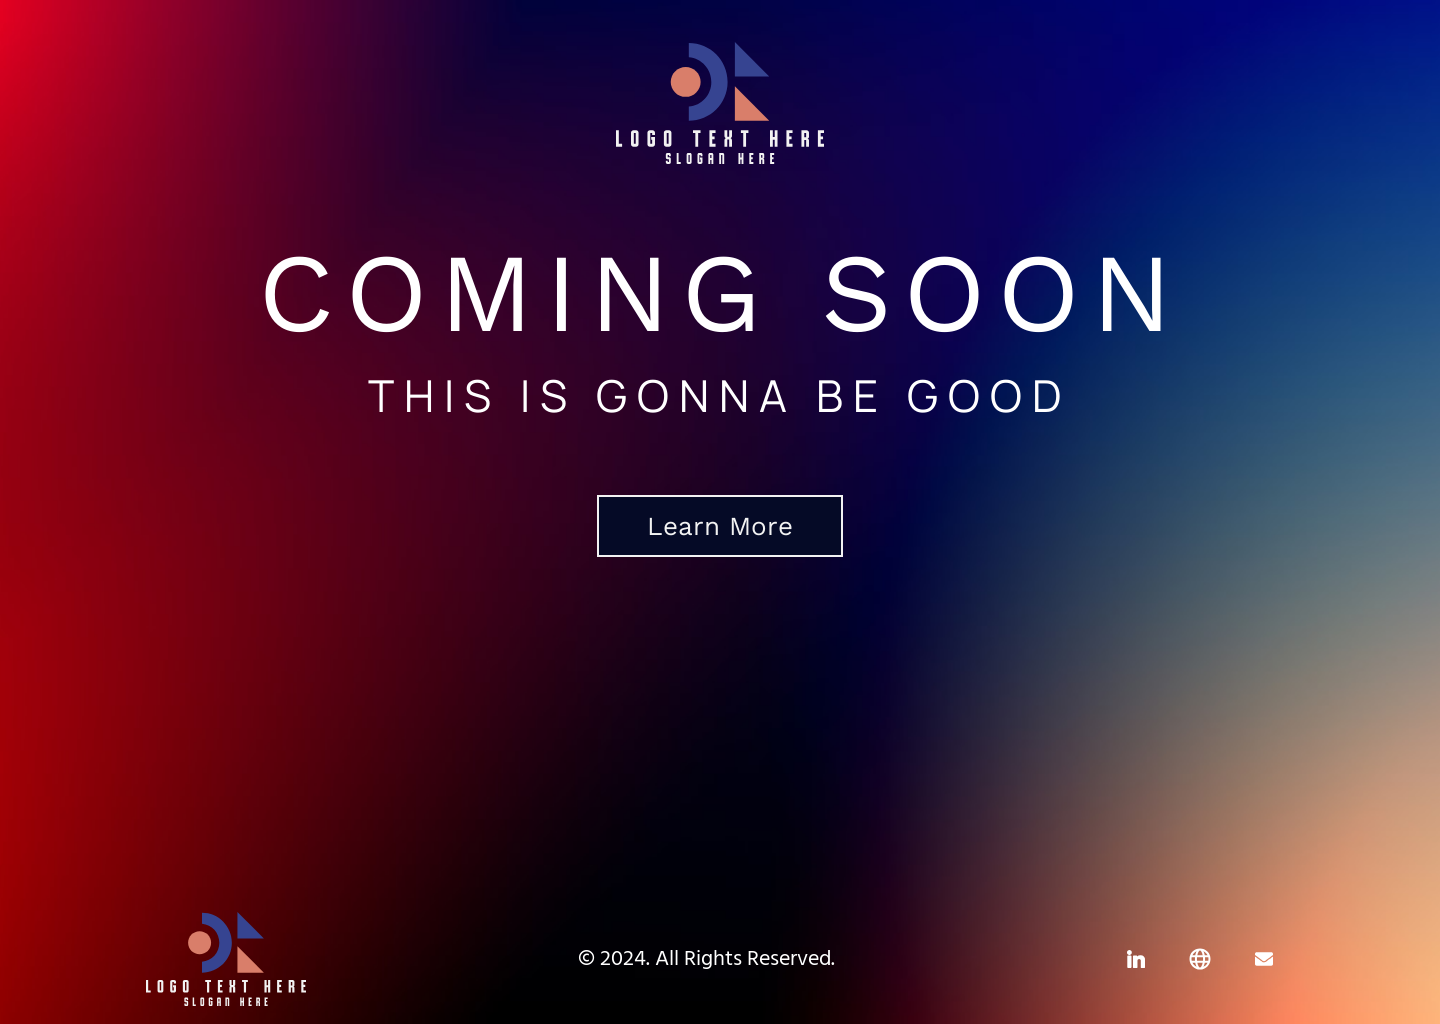 LOGO TEXT HERE
SLOGAN HERE
COMING SOON
THIS IS GONNA BE GOOD
Learn More
LOGO TEXT HERE
SLOGAN HERE
© 2024. All Rights Reserved.
in